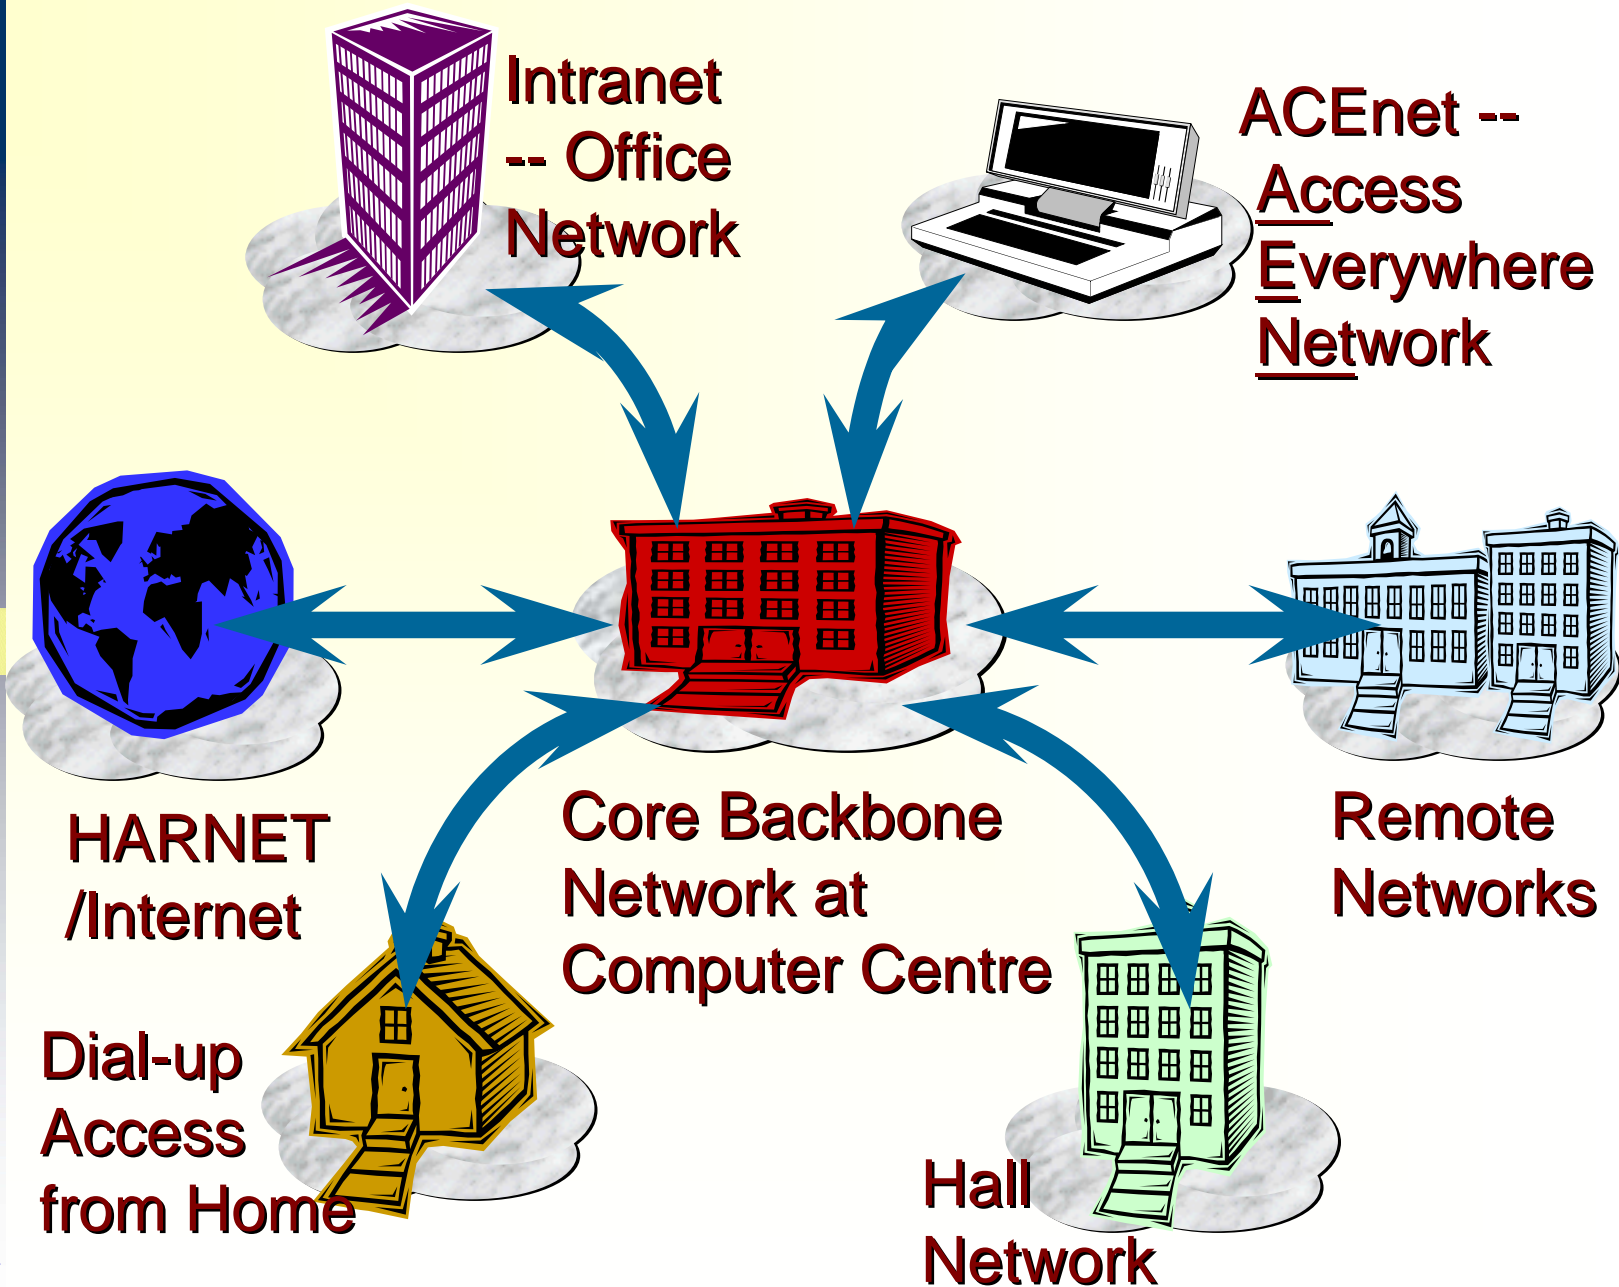 Intranet
-- Office
Network
ACEnet --
Access
Everywhere
Network
HARNET
/Internet
Core Backbone
Network at
Computer Centre
Remote
Networks
Dial-up
Access
from Home
Hall
Network